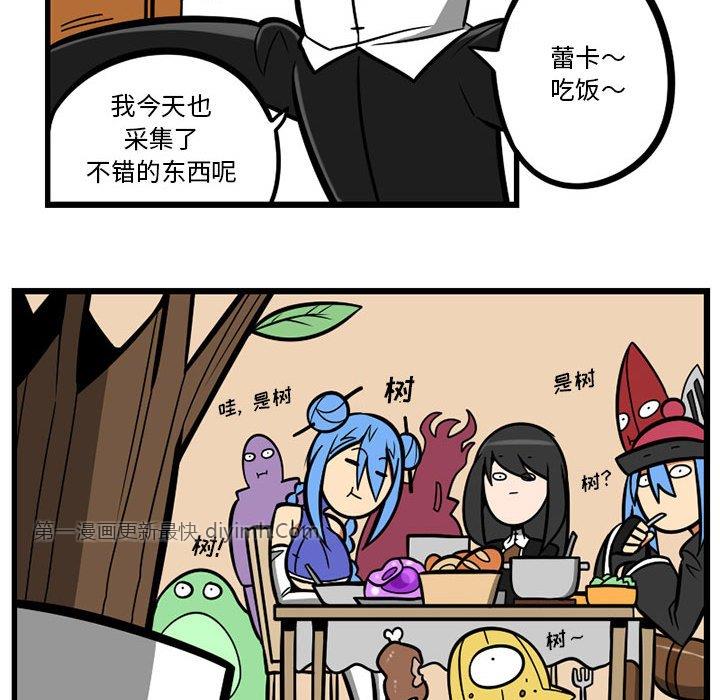 蕾卡～
吃饭～
我今天也
采集了
不错的东西呢
哇，是树
树
是树
树？
树！
树～
第一漫画更新最快 diyimh.com